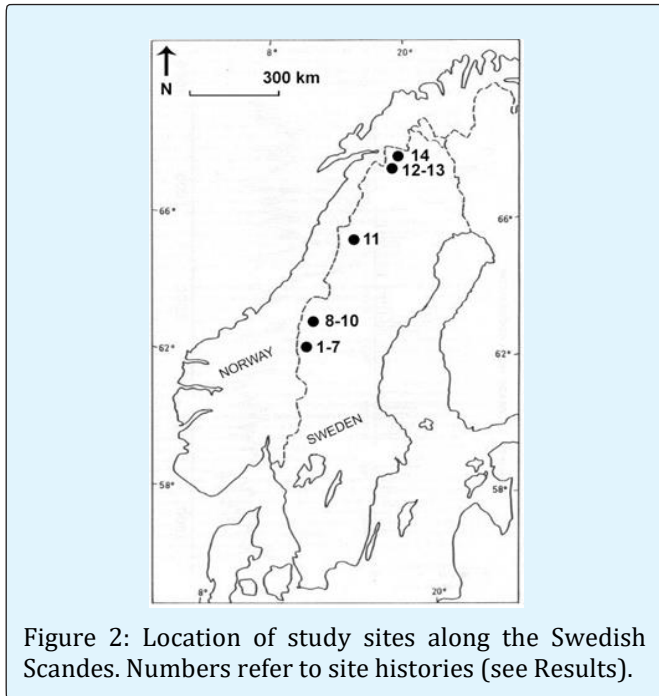 8° 20°
300 km
N
14
12-13
66° 66°
11
8-10
1-7
62° 62°
NORWAY
SWEDEN
58° 58°
8° 20°
Figure 2: Location of study sites along the Swedish
Scandes. Numbers refer to site histories (see Results).